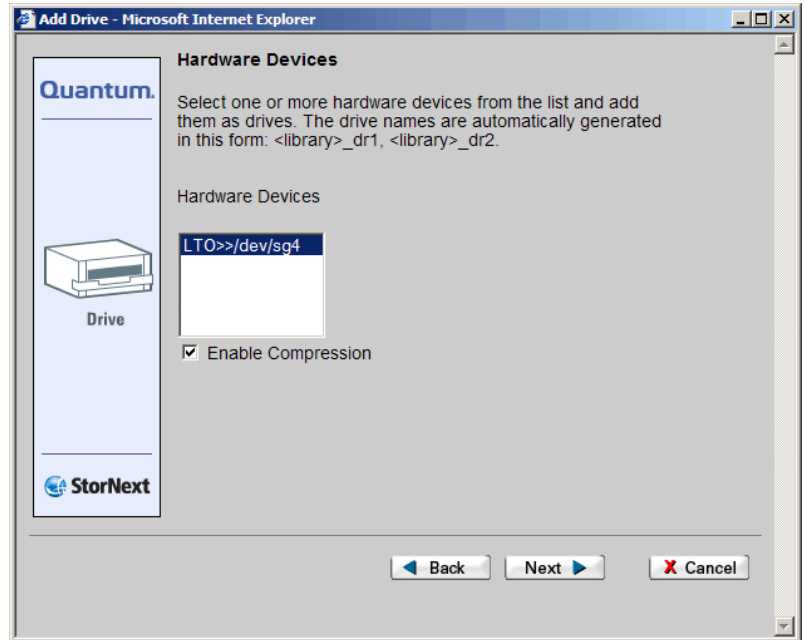 Add Drive - Microsoft Internet Explorer
Hardware Devices
Quantum.
Select one or more hardware devices from the list and add
them as drives. The drive names are automatically generated
in this form: <library>_dr1, <library>_dr2.
Hardware Devices
LTO>>/dev/sg4
Drive
Enable Compression
StorNext
Back Next X Cancel